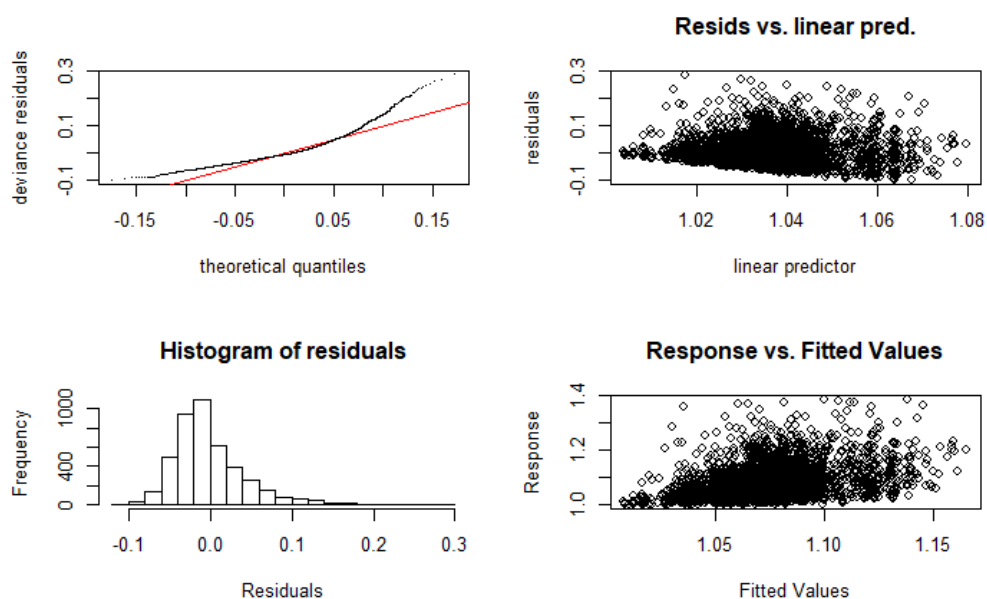 deviance residuals
0.3
0.1
-0.1
-0.15
-0.05
0.05
0.15
theoretical quantiles
Resids vs. linear pred.
residuals
0.3
0.1
-0.1
1.02
1.04
1.06
1.08
linear predictor
Histogram of residuals
Frequency
1000
400
0
-0.1
0.0
0.1
0.2
0.3
Residuals
Response vs. Fitted Values
Response
1.4
1.2
1.0
1.05
1.10
1.15
Fitted Values